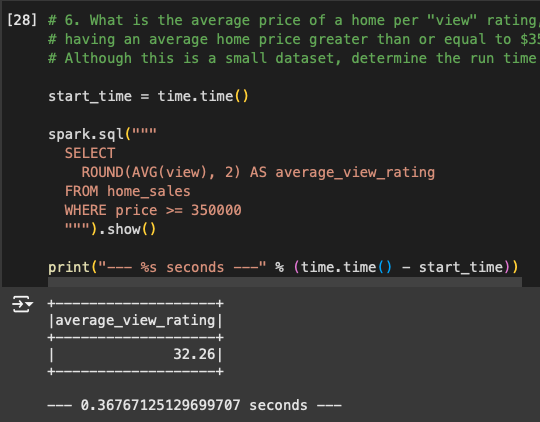 [28] # 6. What is the average price of a home per "view" rating,
# having an average home price greater than or equal to
# Although this is a small dataset, determine the run time
start_time = time.time()
spark.sql("""
SELECT
ROUND(AVG(view), 2) AS average_view_rating
FROM home_sales
WHERE price >= 350000
""").show()
print("--- %s seconds ---" % (time.time() - start_time))
+-------------------+
|average_view_rating|
+-------------------+
|              32.26|
+-------------------+
--- 0.36767125129699707 seconds ---